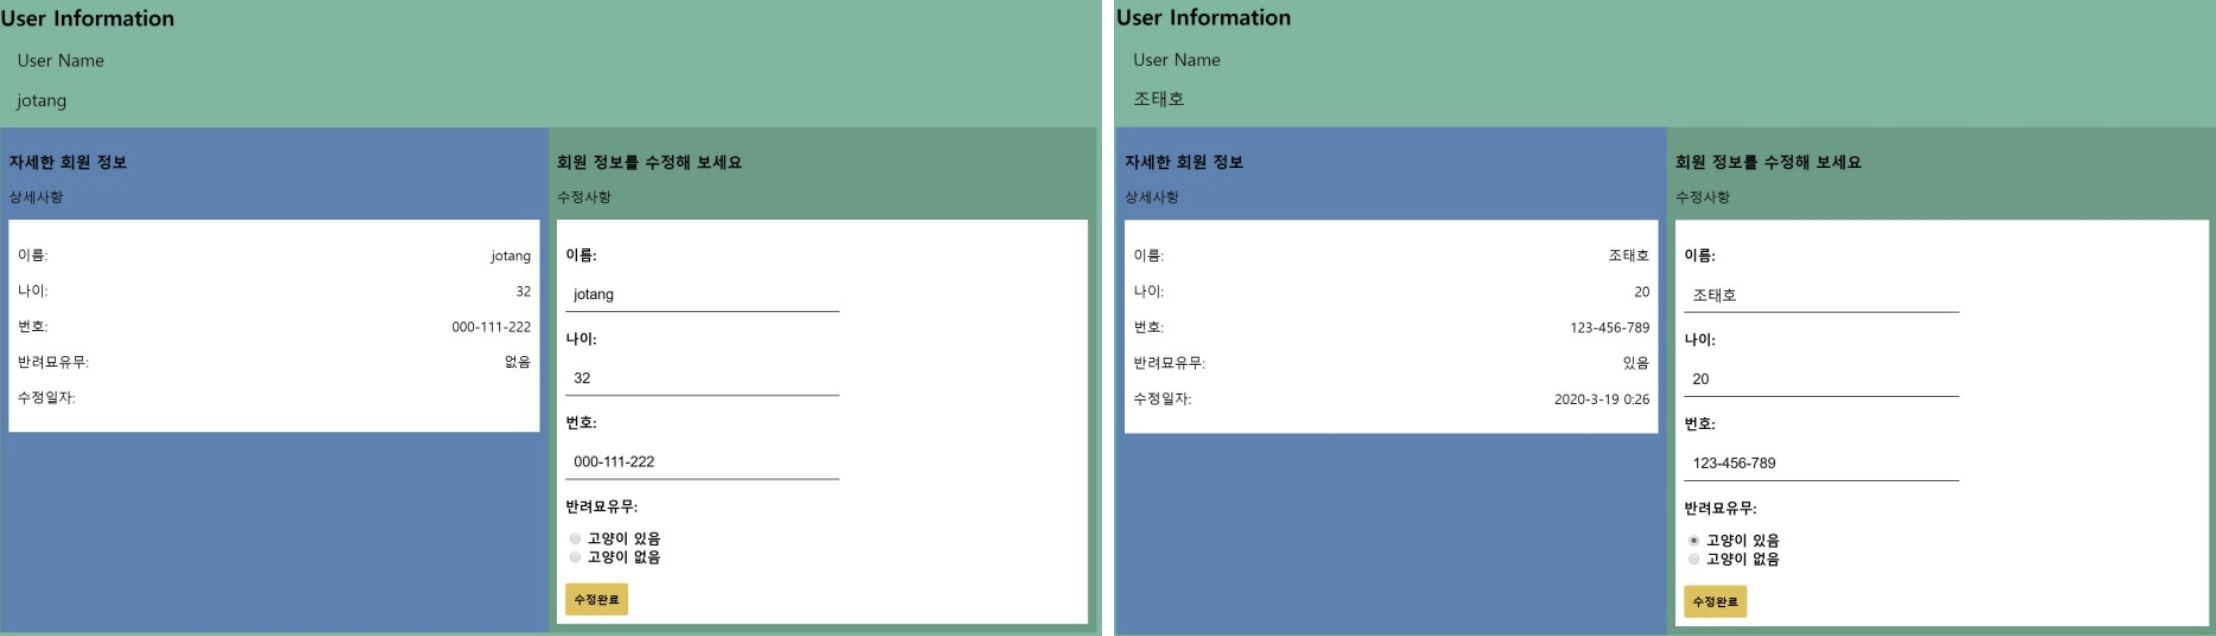 User Information
User Name
jotang
자세한 회원 정보
상세사항
이름: jotang
나이: 32
번호: 000-111-222
반려묘유무: 없음
수정일자:
회원 정보를 수정해 보세요
수정사항
이름:
jotang
나이:
32
번호:
000-111-222
반려묘유무:
고양이 있음
고양이 없음
수정완료
User Information
User Name
조태호
자세한 회원 정보
상세사항
이름: 조태호
나이: 20
번호: 123-456-789
반려묘유무: 있음
수정일자: 2020-3-19 0:26
회원 정보를 수정해 보세요
수정사항
이름:
조태호
나이:
20
번호:
123-456-789
반려묘유무:
고양이 있음
고양이 없음
수정완료